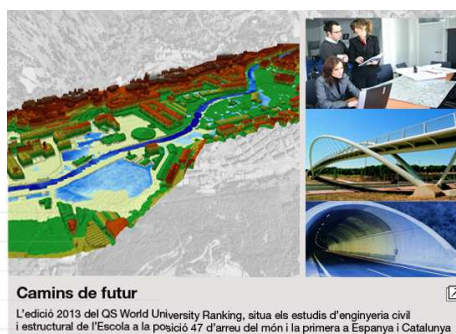 Camins de futur
L'edició 2013 del QS World University Ranking, situa els estudis d'enginyeria civil
i estructural de l'Escola a la posició 47 d'arreu del món i la primera a Espanya i Catalunya